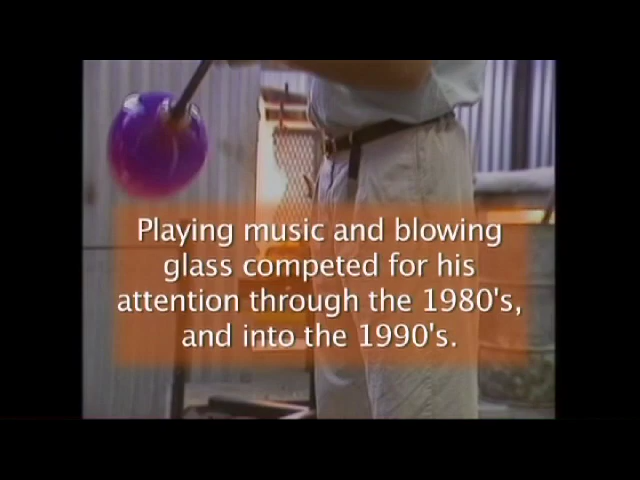 Playing music and blowing
glass competed for his
attention through the 1980's,
and into the 1990's.